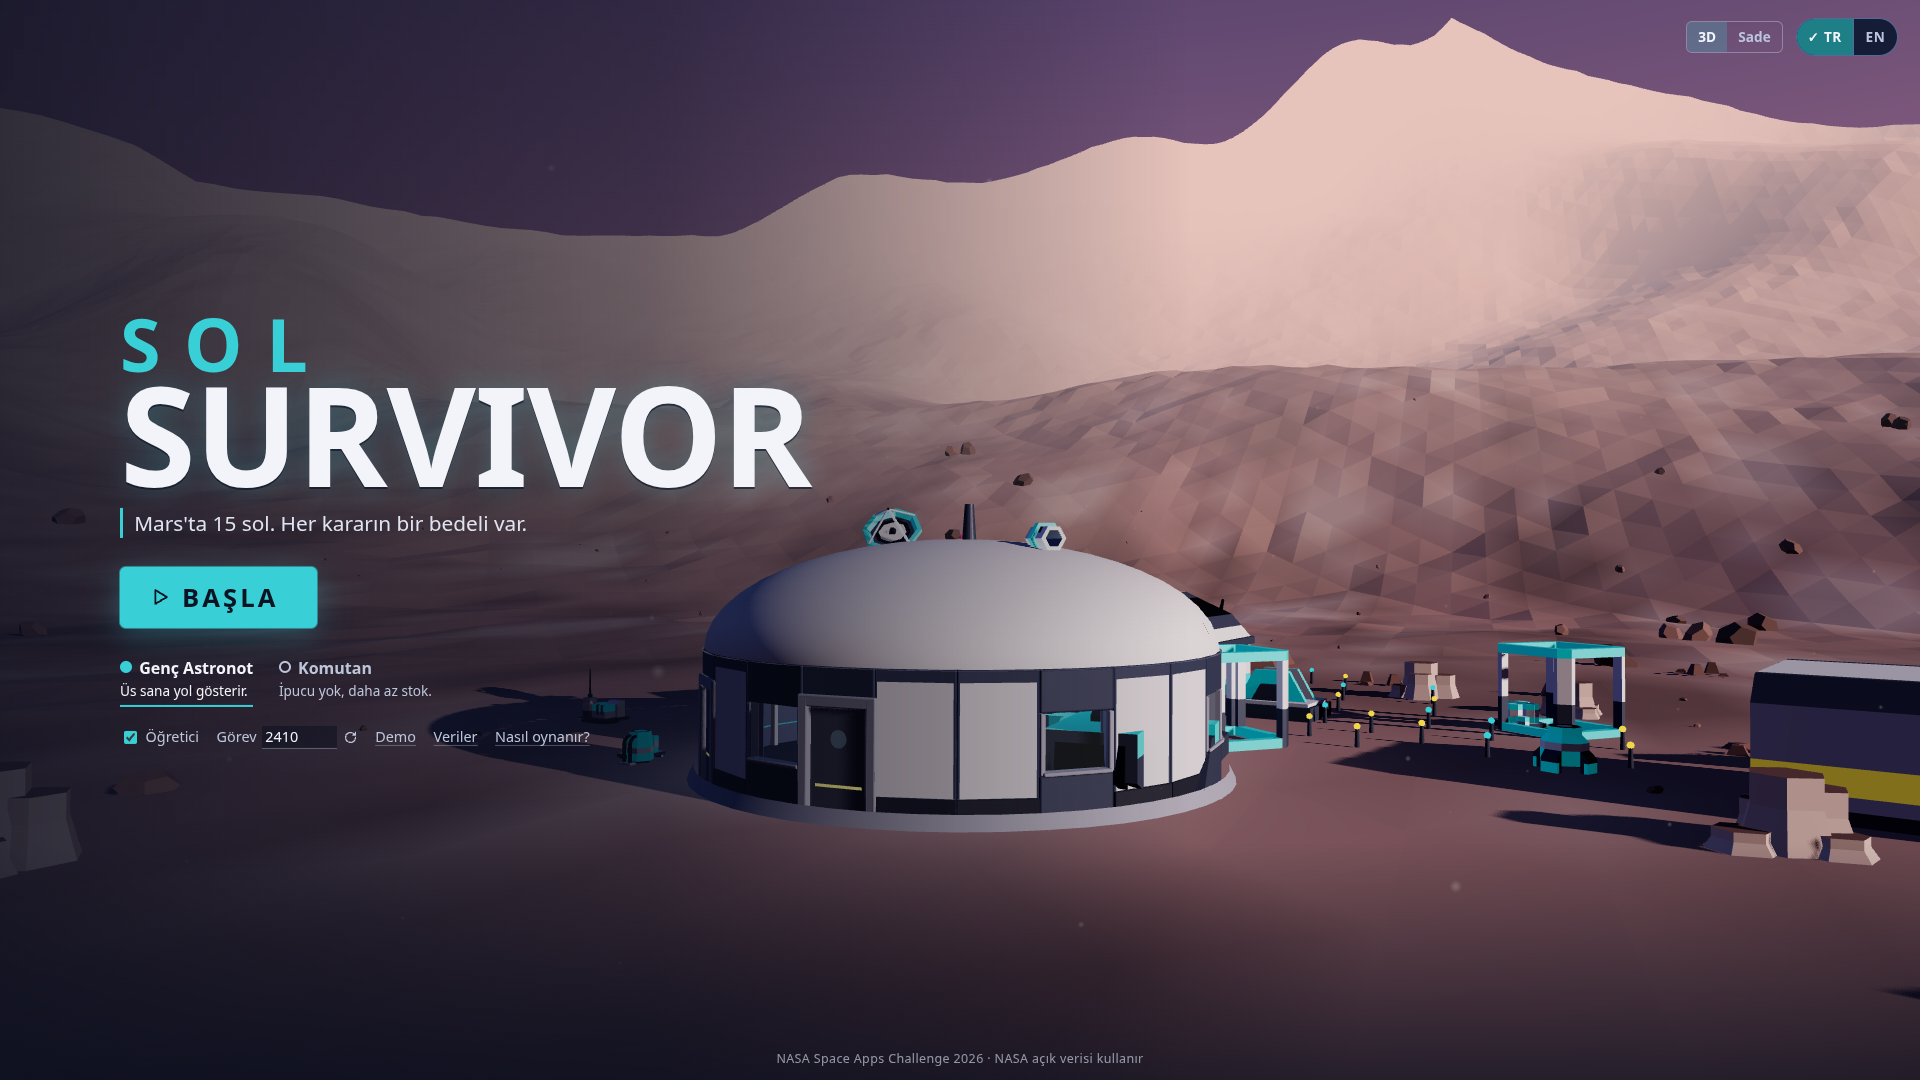 3D Sade ✓ TR EN
SOL
SURVIVOR
Mars'ta 15 sol. Her kararın bir bedeli var.
BAŞLA
Genç Astronot Komutan
Üs sana yol gösterir. İpucu yok, daha az stok.
Öğretici Görev 2410 Demo Veriler Nasıl oynanır?
NASA Space Apps Challenge 2026 · NASA açık verisi kullanır